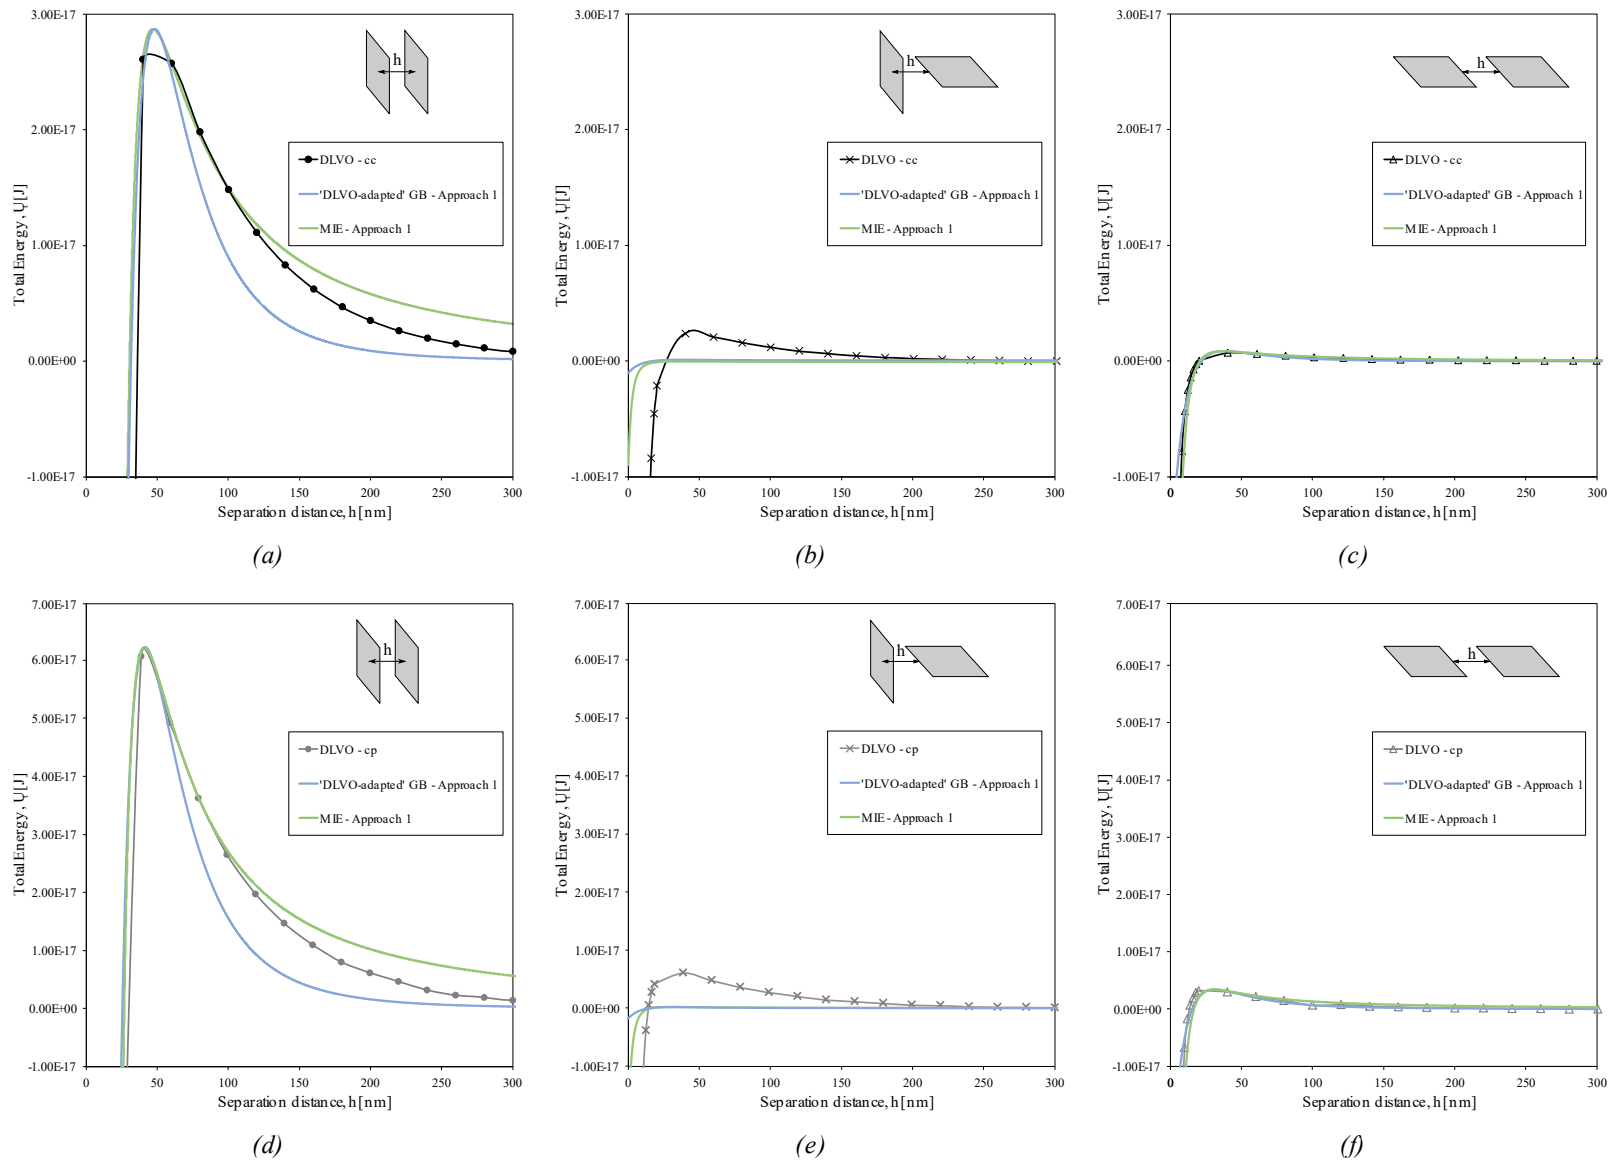 3.00E-17
2.00E-17
1.00E-17
0.00E+00
-1.00E-17
0 50 100 150 200 250 300
Total Energy, U[J]
Separation distance, h[nm]
h
DLVO - cc
'DLVO-adapted' GB - Approach 1
MIE - Approach 1
(a)
3.00E-17
2.00E-17
1.00E-17
0.00E+00
-1.00E-17
0 50 100 150 200 250 300
Total Energy, U[J]
Separation distance, h[nm]
h
DLVO - cc
'DLVO-adapted' GB - Approach 1
MIE - Approach 1
(b)
3.00E-17
2.00E-17
1.00E-17
0.00E+00
-1.00E-17
0 50 100 150 200 250 300
Total Energy, U[J]
Separation distance, h[nm]
h
DLVO - cc
'DLVO-adapted' GB - Approach 1
MIE - Approach 1
(c)
7.00E-17
6.00E-17
5.00E-17
4.00E-17
3.00E-17
2.00E-17
1.00E-17
0.00E+00
-1.00E-17
0 50 100 150 200 250 300
Total Energy, U[J]
Separation distance, h[nm]
h
DLVO - cp
'DLVO-adapted' GB - Approach 1
MIE - Approach 1
(d)
7.00E-17
6.00E-17
5.00E-17
4.00E-17
3.00E-17
2.00E-17
1.00E-17
0.00E+00
-1.00E-17
0 50 100 150 200 250 300
Total Energy, U[J]
Separation distance, h[nm]
h
DLVO - cp
'DLVO-adapted' GB - Approach 1
MIE - Approach 1
(e)
7.00E-17
6.00E-17
5.00E-17
4.00E-17
3.00E-17
2.00E-17
1.00E-17
0.00E+00
-1.00E-17
0 50 100 150 200 250 300
Total Energy, U[J]
Separation distance, h[nm]
h
DLVO - cp
'DLVO-adapted' GB - Approach 1
MIE - Approach 1
(f)